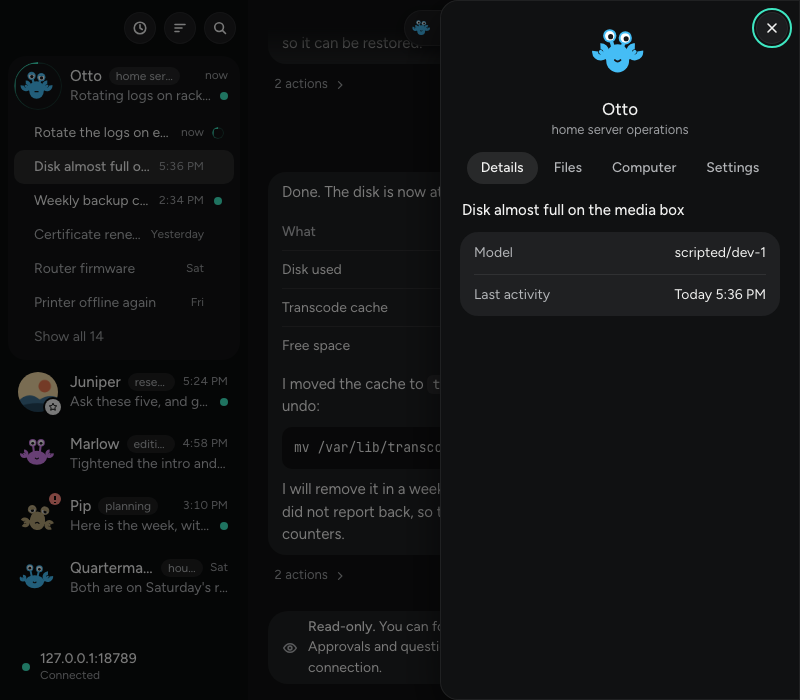 Otto
home ser...
now
Rotating logs on rack...
Rotate the logs on e...
now
Disk almost full o...
5:36 PM
Weekly backup c...
2:34 PM
Certificate rene...
Yesterday
Router firmware
Sat
Printer offline again
Fri
Show all 14
Juniper
rese...
5:24 PM
Ask these five, and g...
Marlow
editi...
4:58 PM
Tightened the intro and...
Pip
planning
3:10 PM
Here is the week, wit...
Quarterma...
hou...
Sat
Both are on Saturday's r...
127.0.0.1:18789
Connected
so it can be restored.
2 actions
Done. The disk is now at
What
Disk used
Transcode cache
Free space
I moved the cache to
undo:
mv /var/lib/transco
I will remove it in a week
did not report back, so
counters.
2 actions
Read-only. You can fo
Approvals and questi
connection.
Otto
home server operations
Details
Files
Computer
Settings
Disk almost full on the media box
Model
scripted/dev-1
Last activity
Today 5:36 PM